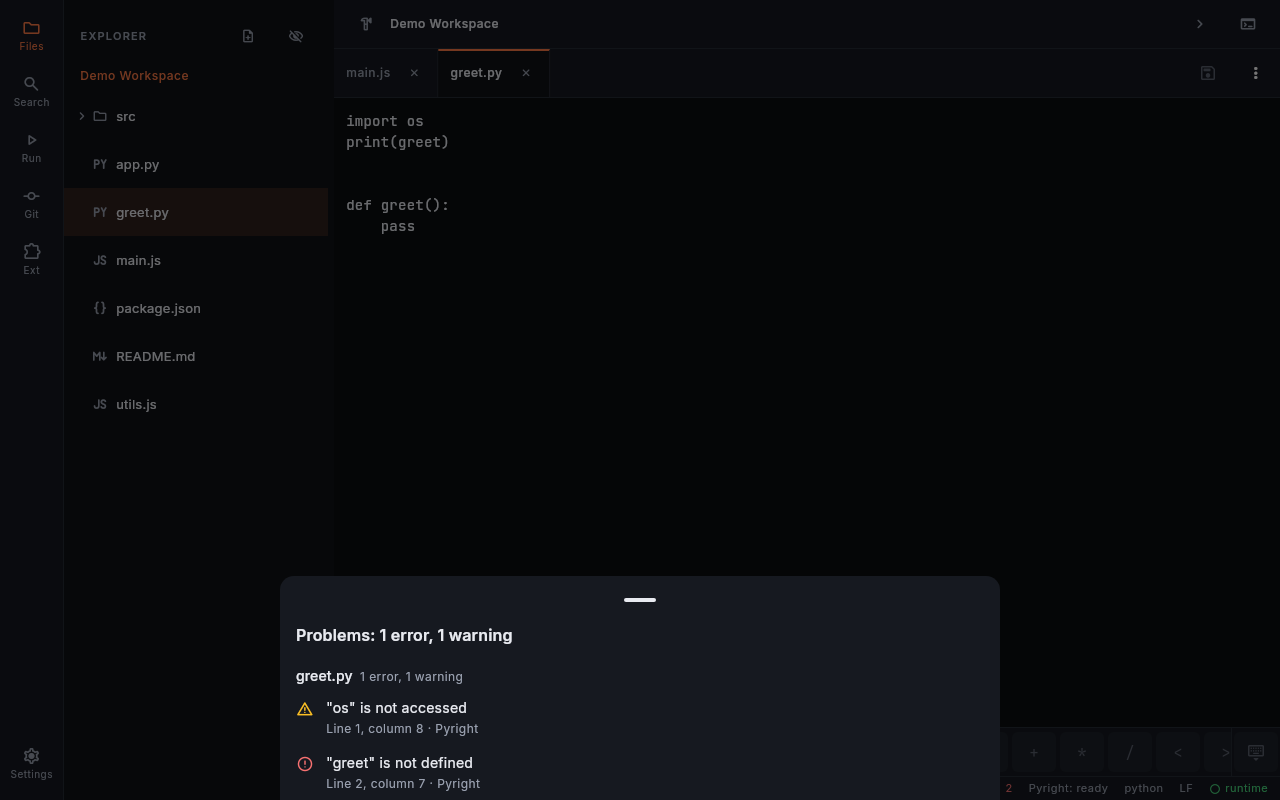 Files
Search
Run
Git
Ext
Settings
EXPLORER
Demo Workspace
src
PY app.py
PY greet.py
JS main.js
{} package.json
M↓ README.md
JS utils.js
Demo Workspace
main.js ×
greet.py ×
import os
print(greet)
def greet():
    pass
Problems: 1 error, 1 warning
greet.py 1 error, 1 warning
"os" is not accessed
Line 1, column 8 · Pyright
"greet" is not defined
Line 2, column 7 · Pyright
+ * / < >
2 Pyright: ready python LF runtime